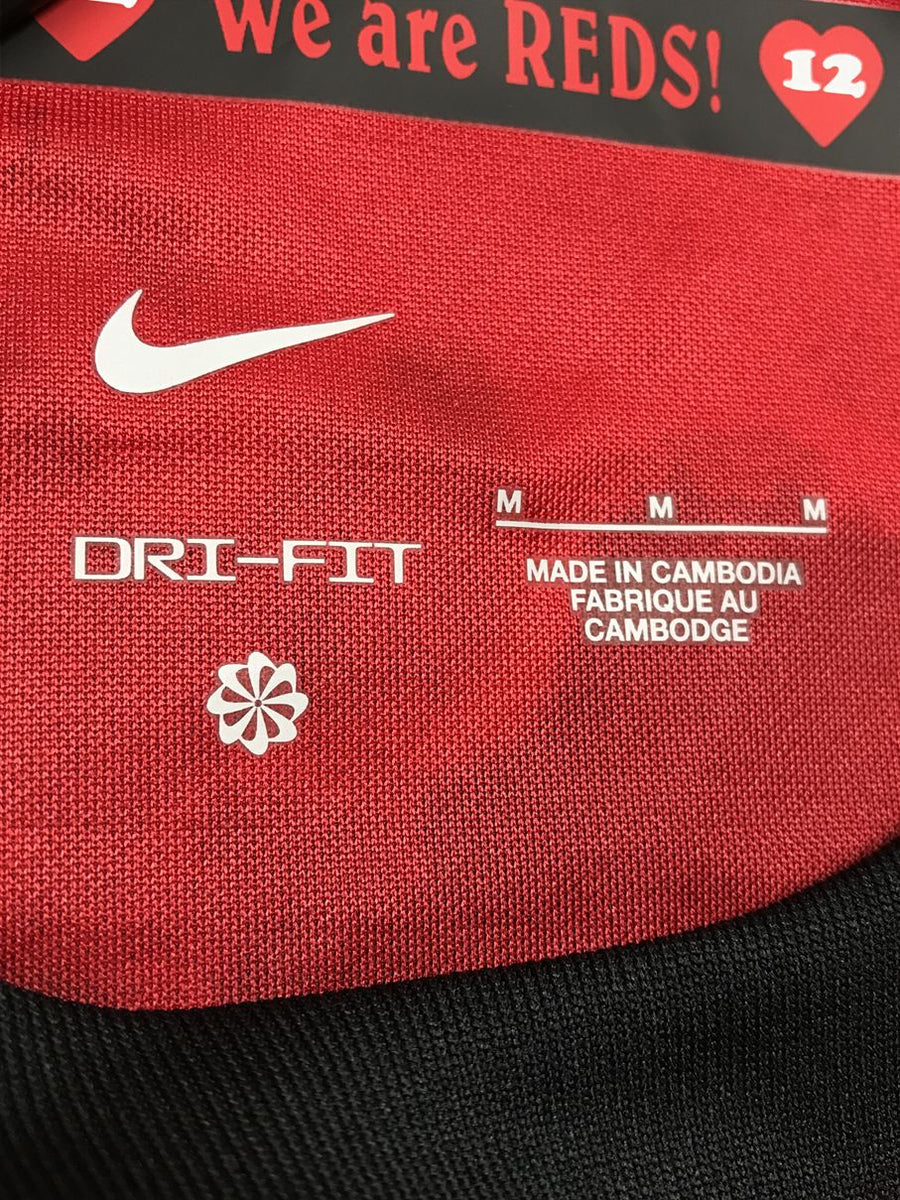 We are REDS!
12
M M M
DRI-FIT
MADE IN CAMBODIA
FABRIQUE AU
CAMBODGE